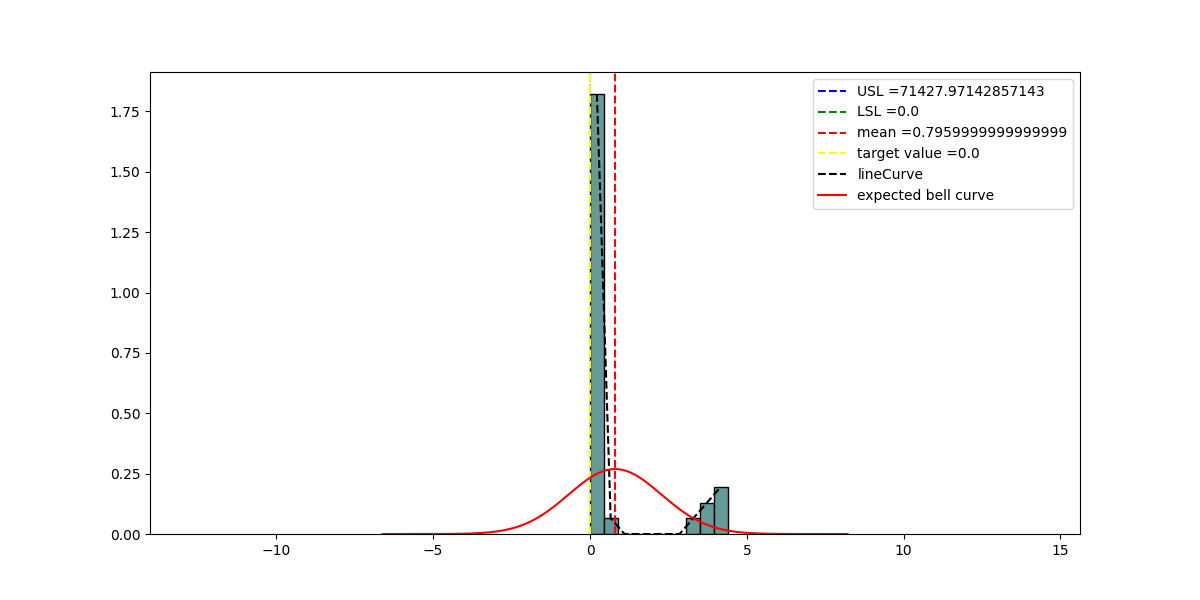 USL =71427.97142857143
LSL =0.0
mean =0.7959999999999999
target value =0.0
lineCurve
expected bell curve
1.75
1.50
1.25
1.00
0.75
0.50
0.25
0.00
−10 −5 0 5 10 15